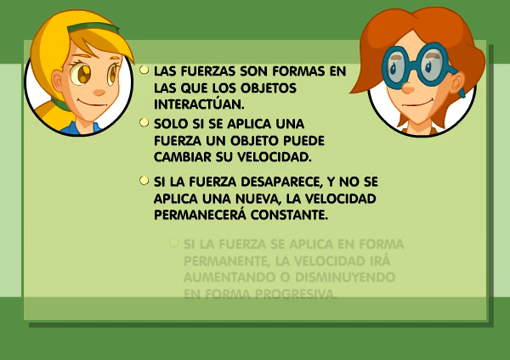 LAS FUERZAS SON FORMAS EN
LAS QUE LOS OBJETOS
INTERACTÚAN.
SOLO SI SE APLICA UNA
FUERZA UN OBJETO PUEDE
CAMBIAR SU VELOCIDAD.
SI LA FUERZA DESAPARECE, Y NO SE
APLICA UNA NUEVA, LA VELOCIDAD
PERMANECERÁ CONSTANTE.
SI LA FUERZA SE APLICA EN FORMA
PERMANENTE, LA VELOCIDAD IRÁ
AUMENTANDO O DISMINUYENDO
EN FORMA PROGRESIVA.